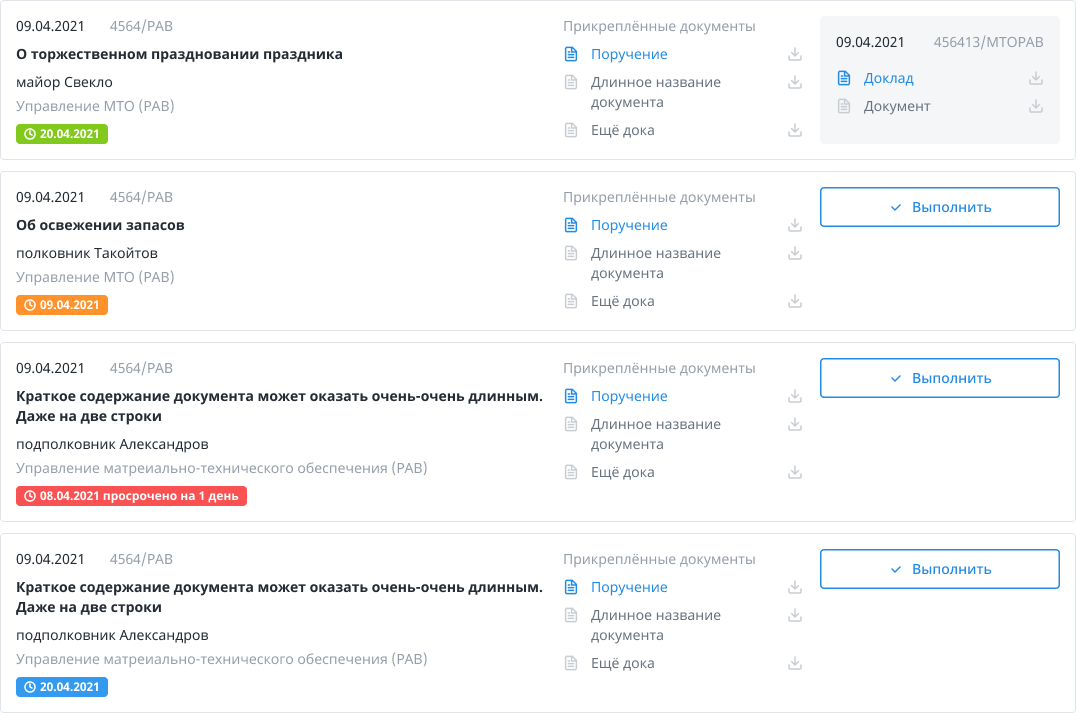 09.04.2021 4564/РАВ
О торжественном праздновании праздника
майор Свекло
Управление МТО (РАВ)
20.04.2021
Прикреплённые документы
Поручение
Длинное название
документа
Ещё дока
09.04.2021 456413/МТОРАВ
Доклад
Документ
09.04.2021 4564/РАВ
Об освежении запасов
полковник Такойтов
Управление МТО (РАВ)
09.04.2021
Прикреплённые документы
Поручение
Длинное название
документа
Ещё дока
Выполнить
09.04.2021 4564/РАВ
Краткое содержание документа может оказать очень-очень длинным.
Даже на две строки
подполковник Александров
Управление матреиально-технического обеспечения (РАВ)
08.04.2021 просрочено на 1 день
Прикреплённые документы
Поручение
Длинное название
документа
Ещё дока
Выполнить
09.04.2021 4564/РАВ
Краткое содержание документа может оказать очень-очень длинным.
Даже на две строки
подполковник Александров
Управление матреиально-технического обеспечения (РАВ)
20.04.2021
Прикреплённые документы
Поручение
Длинное название
документа
Ещё дока
Выполнить